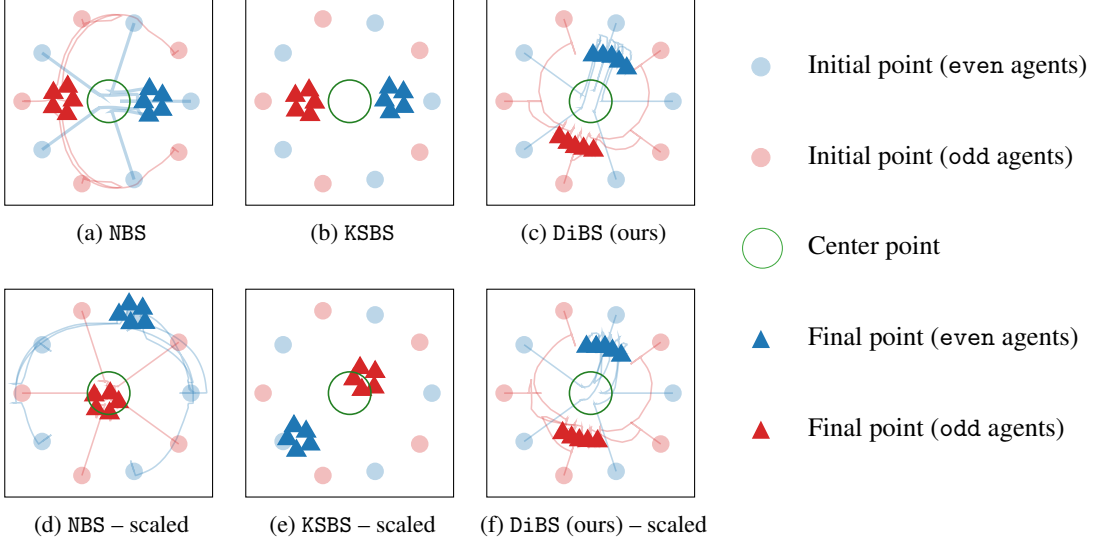 (a) NBS
(b) KSBS
(c) DiBS (ours)
(d) NBS – scaled
(e) KSBS – scaled
(f) DiBS (ours) – scaled
Initial point (even agents)
Initial point (odd agents)
Center point
Final point (even agents)
Final point (odd agents)